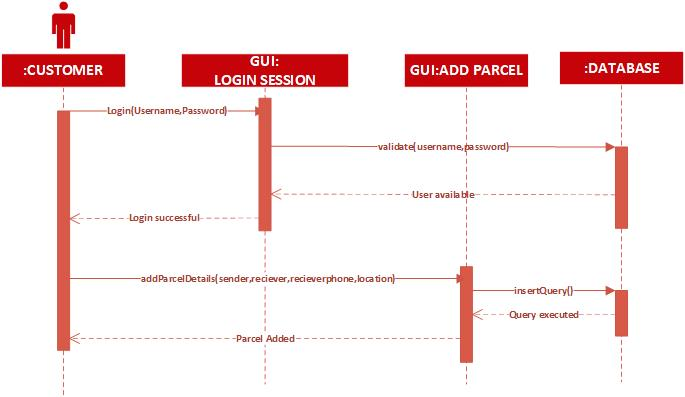 :CUSTOMER
GUI:
LOGIN SESSION
GUI:ADD PARCEL
:DATABASE
Login(Username,Password)
validate(username,password)
User available
Login successful
addParcelDetails(sender,reciever,recieverphone,location)
insertQuery()
Query executed
Parcel Added